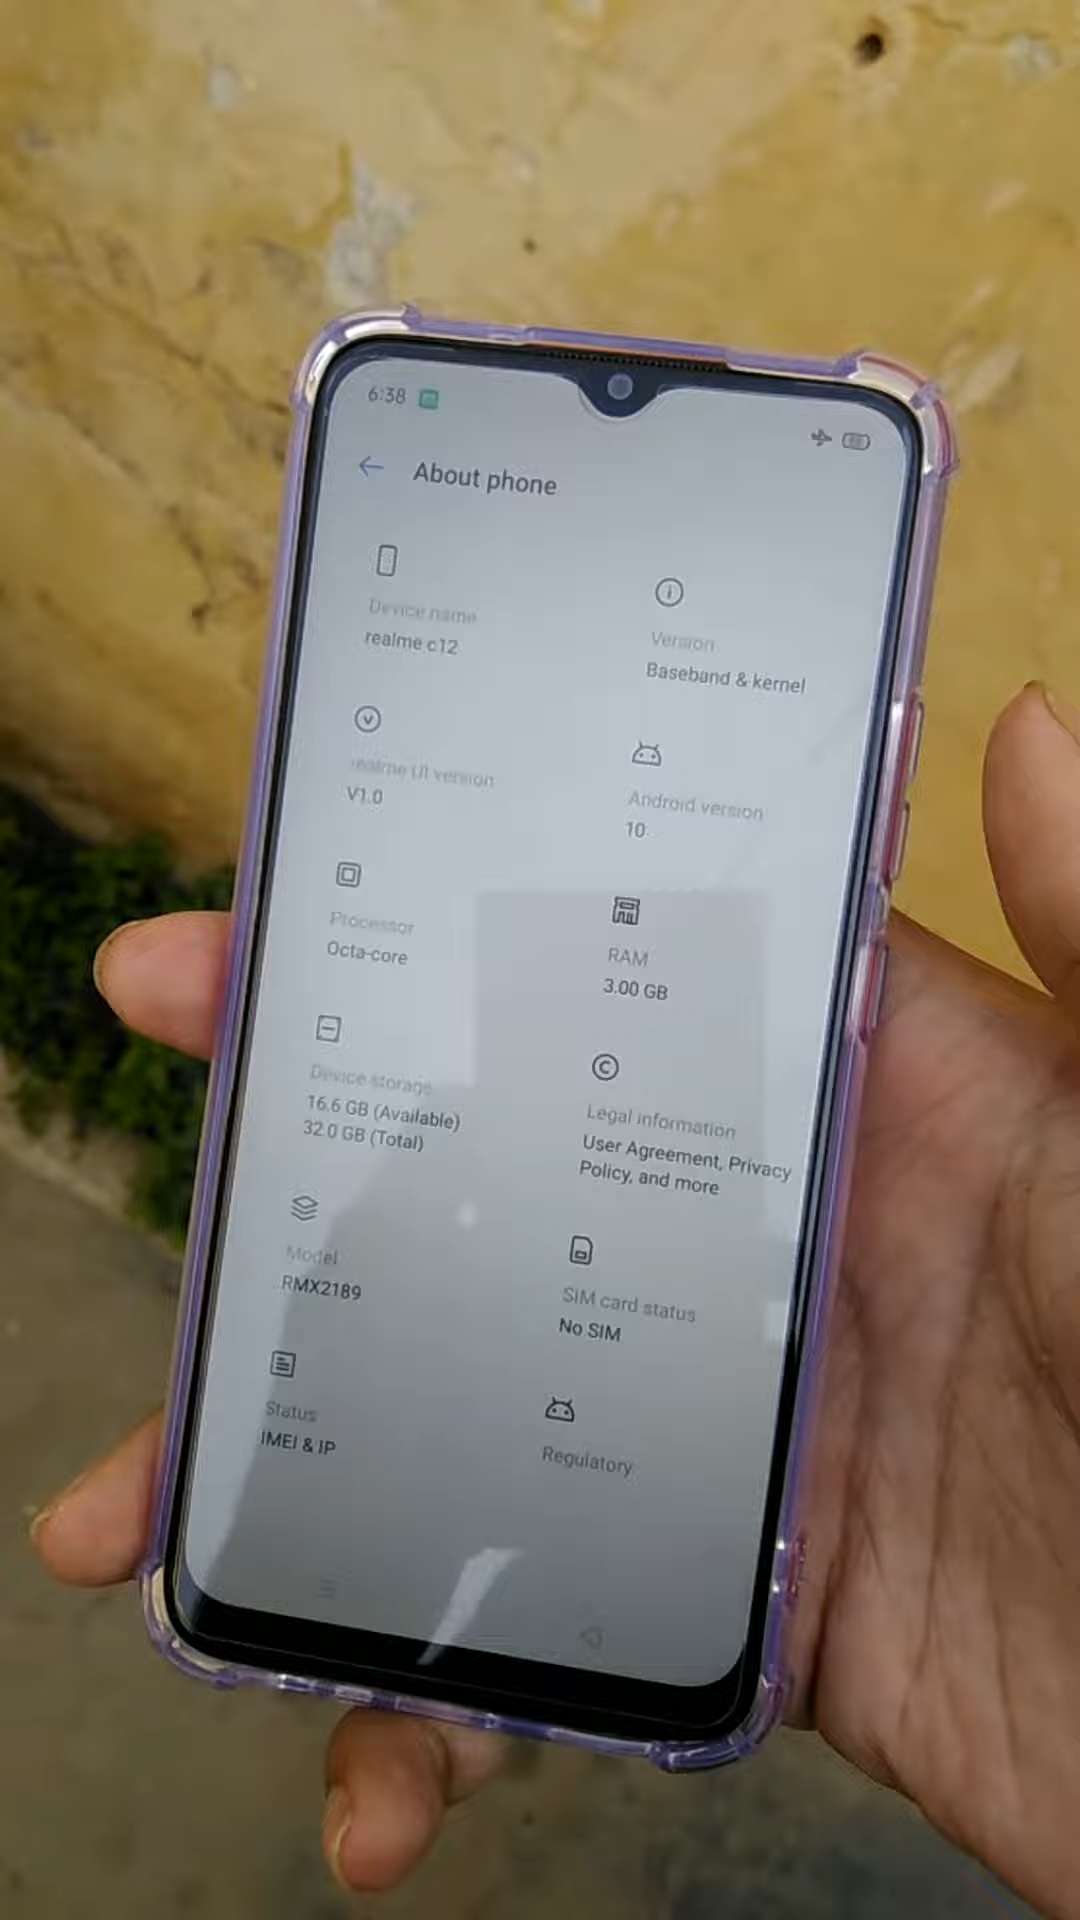 6:38
About phone
Device name
realme c12
Version
Baseband & kernel
realme UI version
V1.0
Android version
10
Processor
Octa-core
RAM
3.00 GB
Device storage
16.6 GB (Available)
32.0 GB (Total)
Legal information
User Agreement, Privacy
Policy, and more
Model
RMX2189
SIM card status
No SIM
Status
IMEI & IP
Regulatory